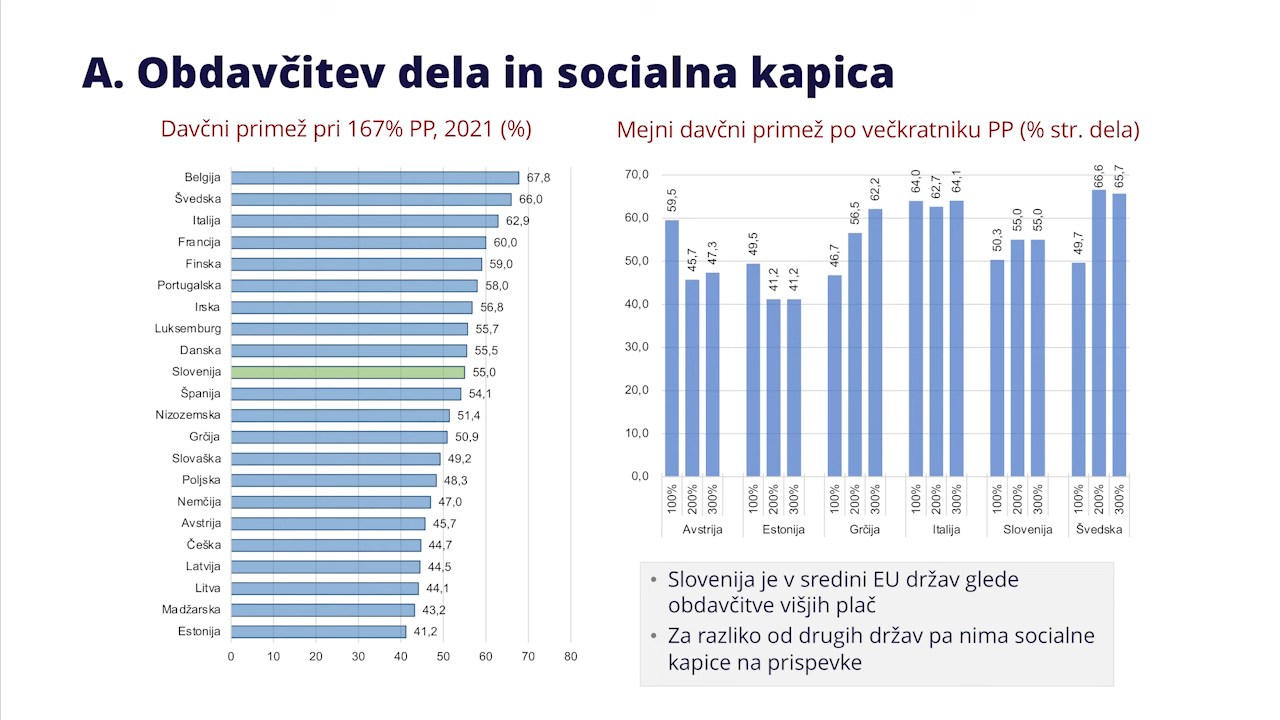 A. Obdavčitev dela in socialna kapica
Davčni primež pri 167% PP, 2021 (%)
Belgija 67,8
Švedska 66,0
Italija 62,9
Francija 60,0
Finska 59,0
Portugalska 58,0
Irska 56,8
Luksemburg 55,7
Danska 55,5
Slovenija 55,0
Španija 54,1
Nizozemska 51,4
Grčija 50,9
Slovaška 49,2
Poljska 48,3
Nemčija 47,0
Avstrija 45,7
Češka 44,7
Latvija 44,5
Litva 44,1
Madžarska 43,2
Estonija 41,2
0 10 20 30 40 50 60 70 80
Mejni davčni primež po večkratniku PP (% str. dela)
70,0
60,0
50,0
40,0
30,0
20,0
10,0
0,0
59,5 45,7 47,3 49,5 41,2 41,2 46,7 56,5 62,2 64,0 62,7 64,1 50,3 55,0 55,0 49,7 66,6 65,7
100% 200% 300% 100% 200% 300% 100% 200% 300% 100% 200% 300% 100% 200% 300% 100% 200% 300%
Avstrija Estonija Grčija Italija Slovenija Švedska
• Slovenija je v sredini EU držav glede
obdavčitve višjih plač
• Za razliko od drugih držav pa nima socialne
kapice na prispevke